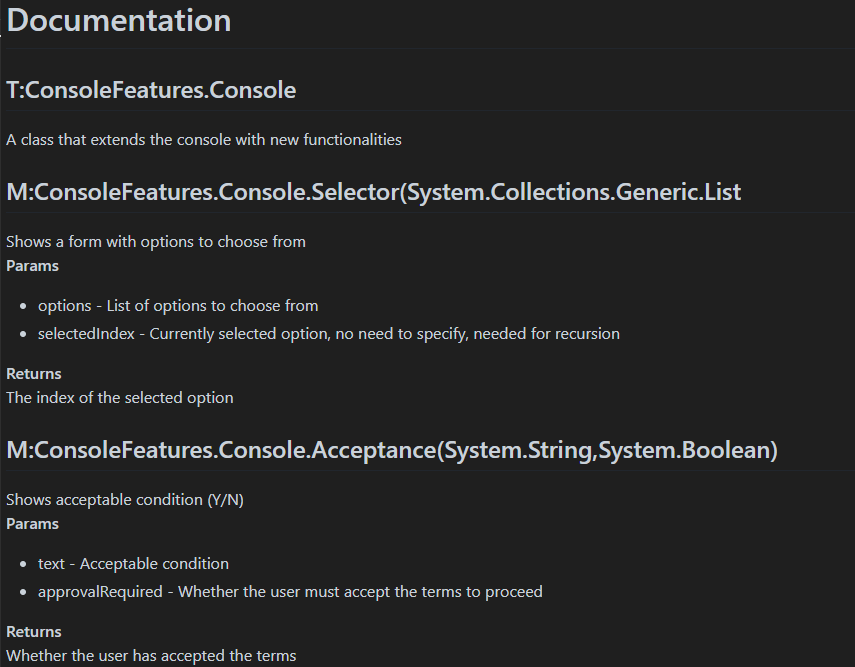 Documentation
T:ConsoleFeatures.Console
A class that extends the console with new functionalities
M:ConsoleFeatures.Console.Selector(System.Collections.Generic.List
Shows a form with options to choose from
Params
• options - List of options to choose from
• selectedIndex - Currently selected option, no need to specify, needed for recursion
Returns
The index of the selected option
M:ConsoleFeatures.Console.Acceptance(System.String,System.Boolean)
Shows acceptable condition (Y/N)
Params
• text - Acceptable condition
• approvalRequired - Whether the user must accept the terms to proceed
Returns
Whether the user has accepted the terms